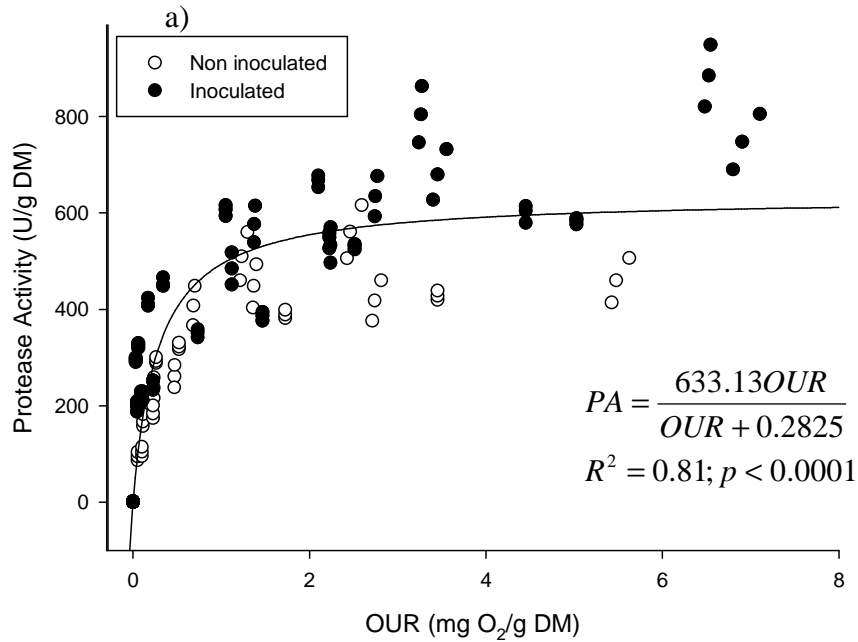 a)
Non inoculated
Inoculated
Protease Activity (U/g DM)
800
600
400
200
0
PA = 633.13OUR / OUR + 0.2825
R² = 0.81; p < 0.0001
0 2 4 6 8
OUR (mg O₂/g DM)